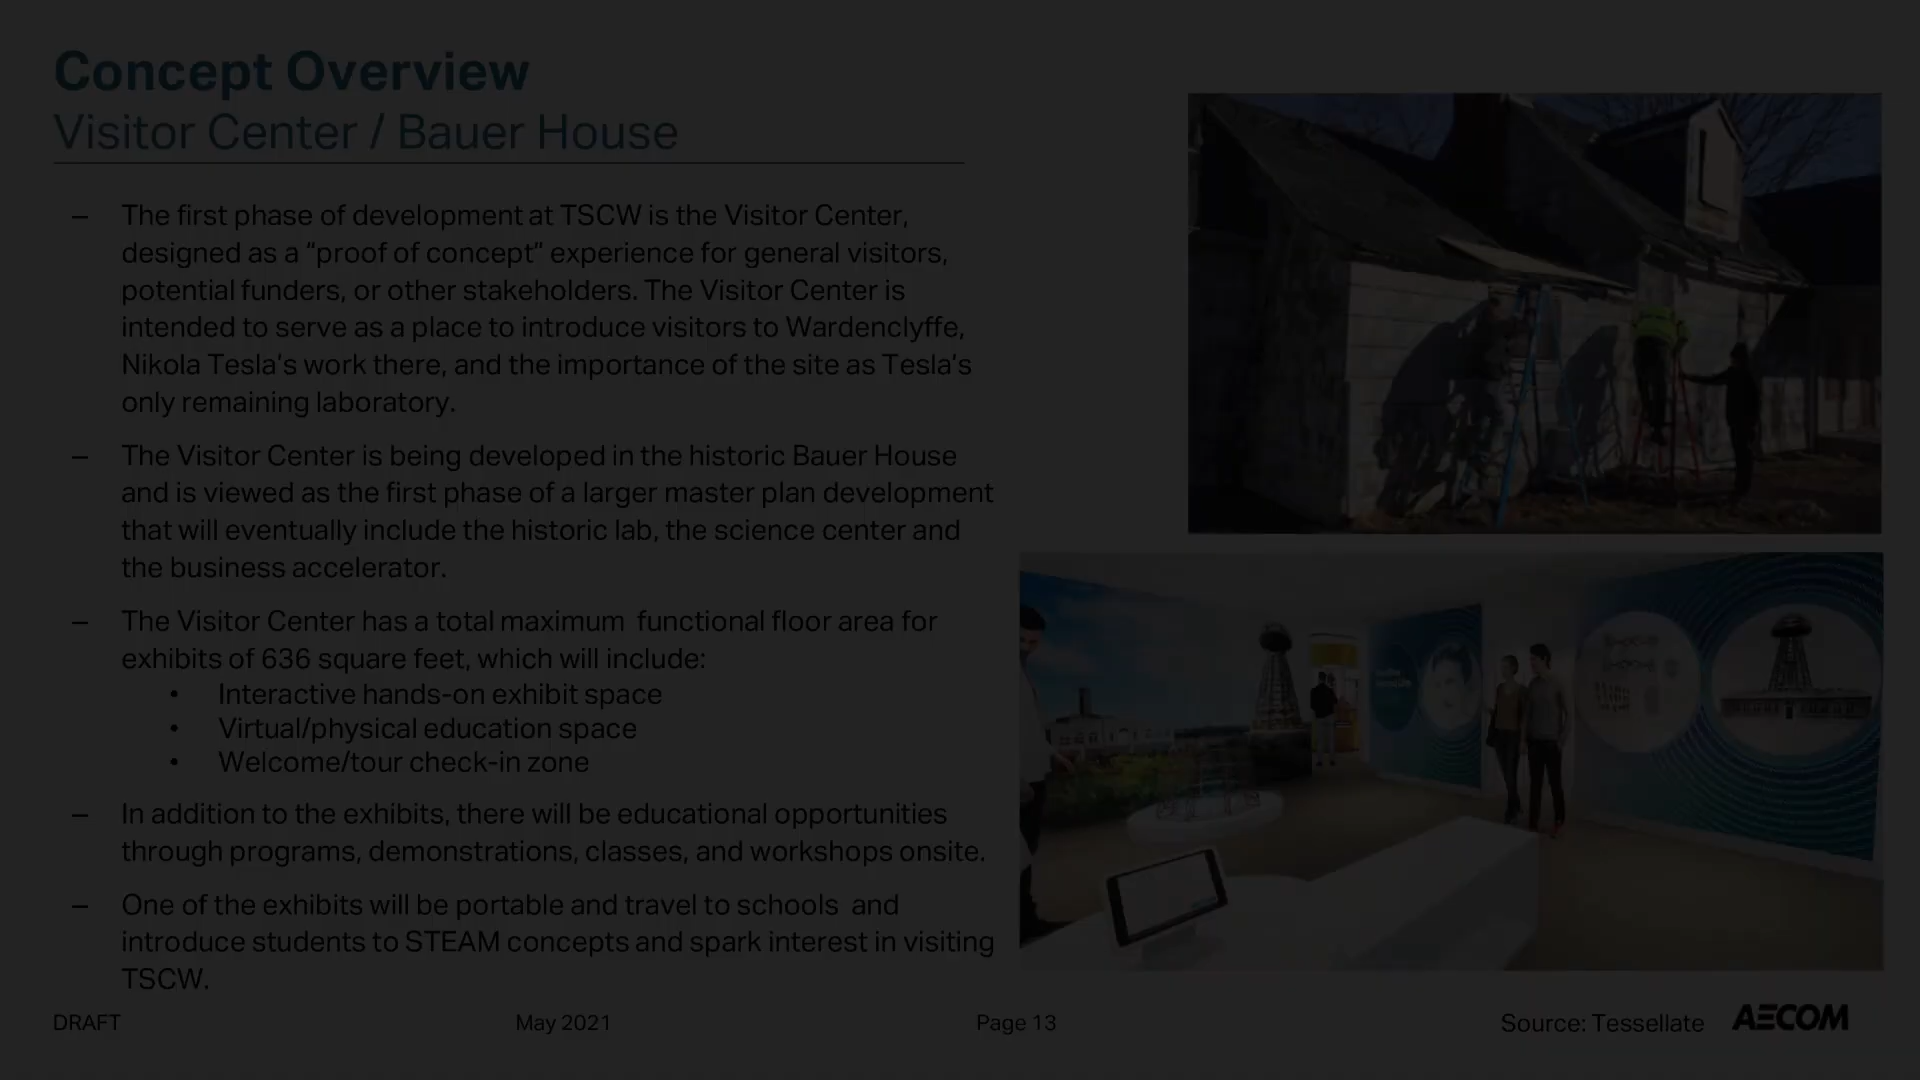 Concept Overview
Visitor Center / Bauer House
– The first phase of development at TSCW is the Visitor Center,
designed as a “proof of concept” experience for general visitors,
potential funders, or other stakeholders. The Visitor Center is
intended to serve as a place to introduce visitors to Wardenclyffe,
Nikola Tesla’s work there, and the importance of the site as Tesla’s
only remaining laboratory.
– The Visitor Center is being developed in the historic Bauer House
and is viewed as the first phase of a larger master plan development
that will eventually include the historic lab, the science center and
the business accelerator.
– The Visitor Center has a total maximum functional floor area for
exhibits of 636 square feet, which will include:
• Interactive hands-on exhibit space
• Virtual/physical education space
• Welcome/tour check-in zone
– In addition to the exhibits, there will be educational opportunities
through programs, demonstrations, classes, and workshops onsite.
– One of the exhibits will be portable and travel to schools and
introduce students to STEAM concepts and spark interest in visiting
TSCW.
DRAFT
May 2021
Page 13
Source: Tessellate
AECOM